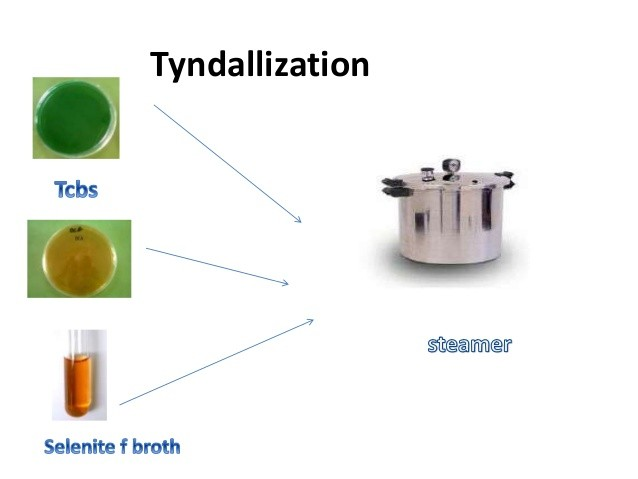 Tyndallization
Tcbs
steamer
Selenite f broth